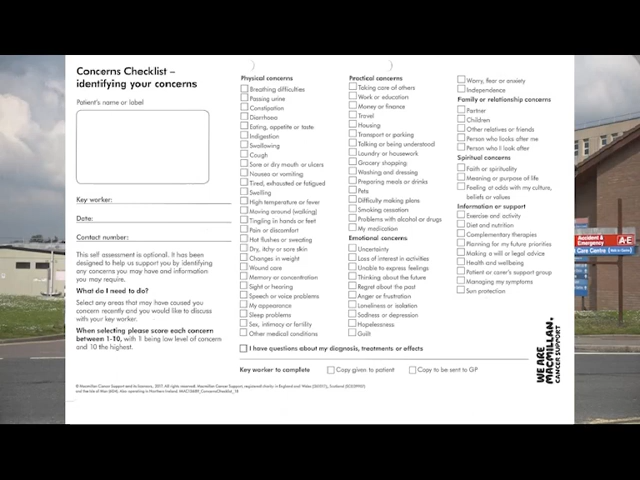 Concerns Checklist –
identifying your concerns
Patient's name or label
Key worker:
Date:
Contact number:
This self assessment is optional. It has been
designed to help us support you by identifying
any concerns you may have and information
you may require.
What do I need to do?
Select any areas that may have caused you
concern recently and you would like to discuss
with your key worker.
When selecting please score each concern
between 1-10, with 1 being low level of concern
and 10 the highest.
Physical concerns
Breathing difficulties
Passing urine
Constipation
Diarrhoea
Eating, appetite or taste
Indigestion
Swallowing
Cough
Sore or dry mouth or ulcers
Nausea or vomiting
Tired, exhausted or fatigued
Swelling
High temperature or fever
Moving around (walking)
Tingling in hands or feet
Pain or discomfort
Hot flushes or sweating
Dry, itchy or sore skin
Changes in weight
Wound care
Memory or concentration
Sight or hearing
Speech or voice problems
My appearance
Sleep problems
Sex, intimacy or fertility
Other medical conditions
Practical concerns
Taking care of others
Work or education
Money or finance
Travel
Housing
Transport or parking
Talking or being understood
Laundry or housework
Grocery shopping
Washing and dressing
Preparing meals or drinks
Pets
Difficulty making plans
Smoking cessation
Problems with alcohol or drugs
My medication
Emotional concerns
Uncertainty
Loss of interest in activities
Unable to express feelings
Thinking about the future
Regret about the past
Anger or frustration
Loneliness or isolation
Sadness or depression
Hopelessness
Guilt
Worry, fear or anxiety
Independence
Family or relationship concerns
Partner
Children
Other relatives or friends
Person who looks after me
Person who I look after
Spiritual concerns
Faith or spirituality
Meaning or purpose of life
Feeling at odds with my culture,
beliefs or values
Information or support
Exercise and activity
Diet and nutrition
Complementary therapies
Planning for my future priorities
Making a will or legal advice
Health and wellbeing
Patient or carer's support group
Managing my symptoms
Sun protection
I have questions about my diagnosis, treatments or effects
Key worker to complete
Copy given to patient
Copy to be sent to GP
WE ARE
MACMILLAN.
CANCER SUPPORT
© Macmillan Cancer Support
Accident &
Emergency
A+E
Care Centre